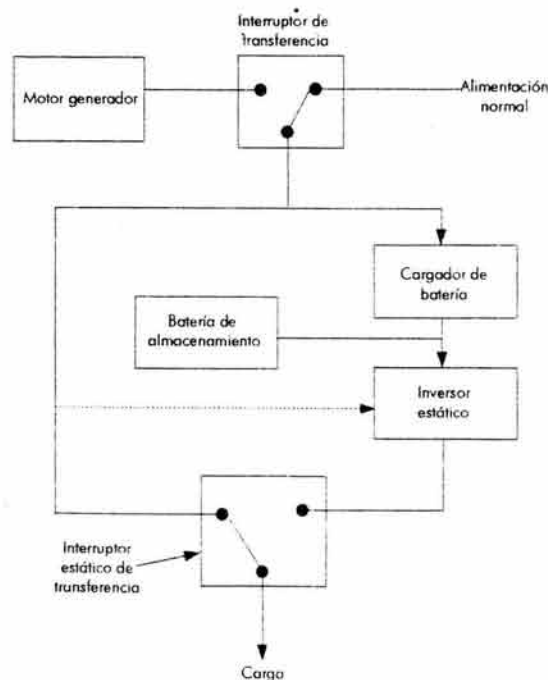 Interruptor de
transferencia
Motor generador
Alimentación
normal
Cargador de
batería
Batería de
almacenamiento
Inversor
estático
Interruptor
estático de
transferencia
Carga